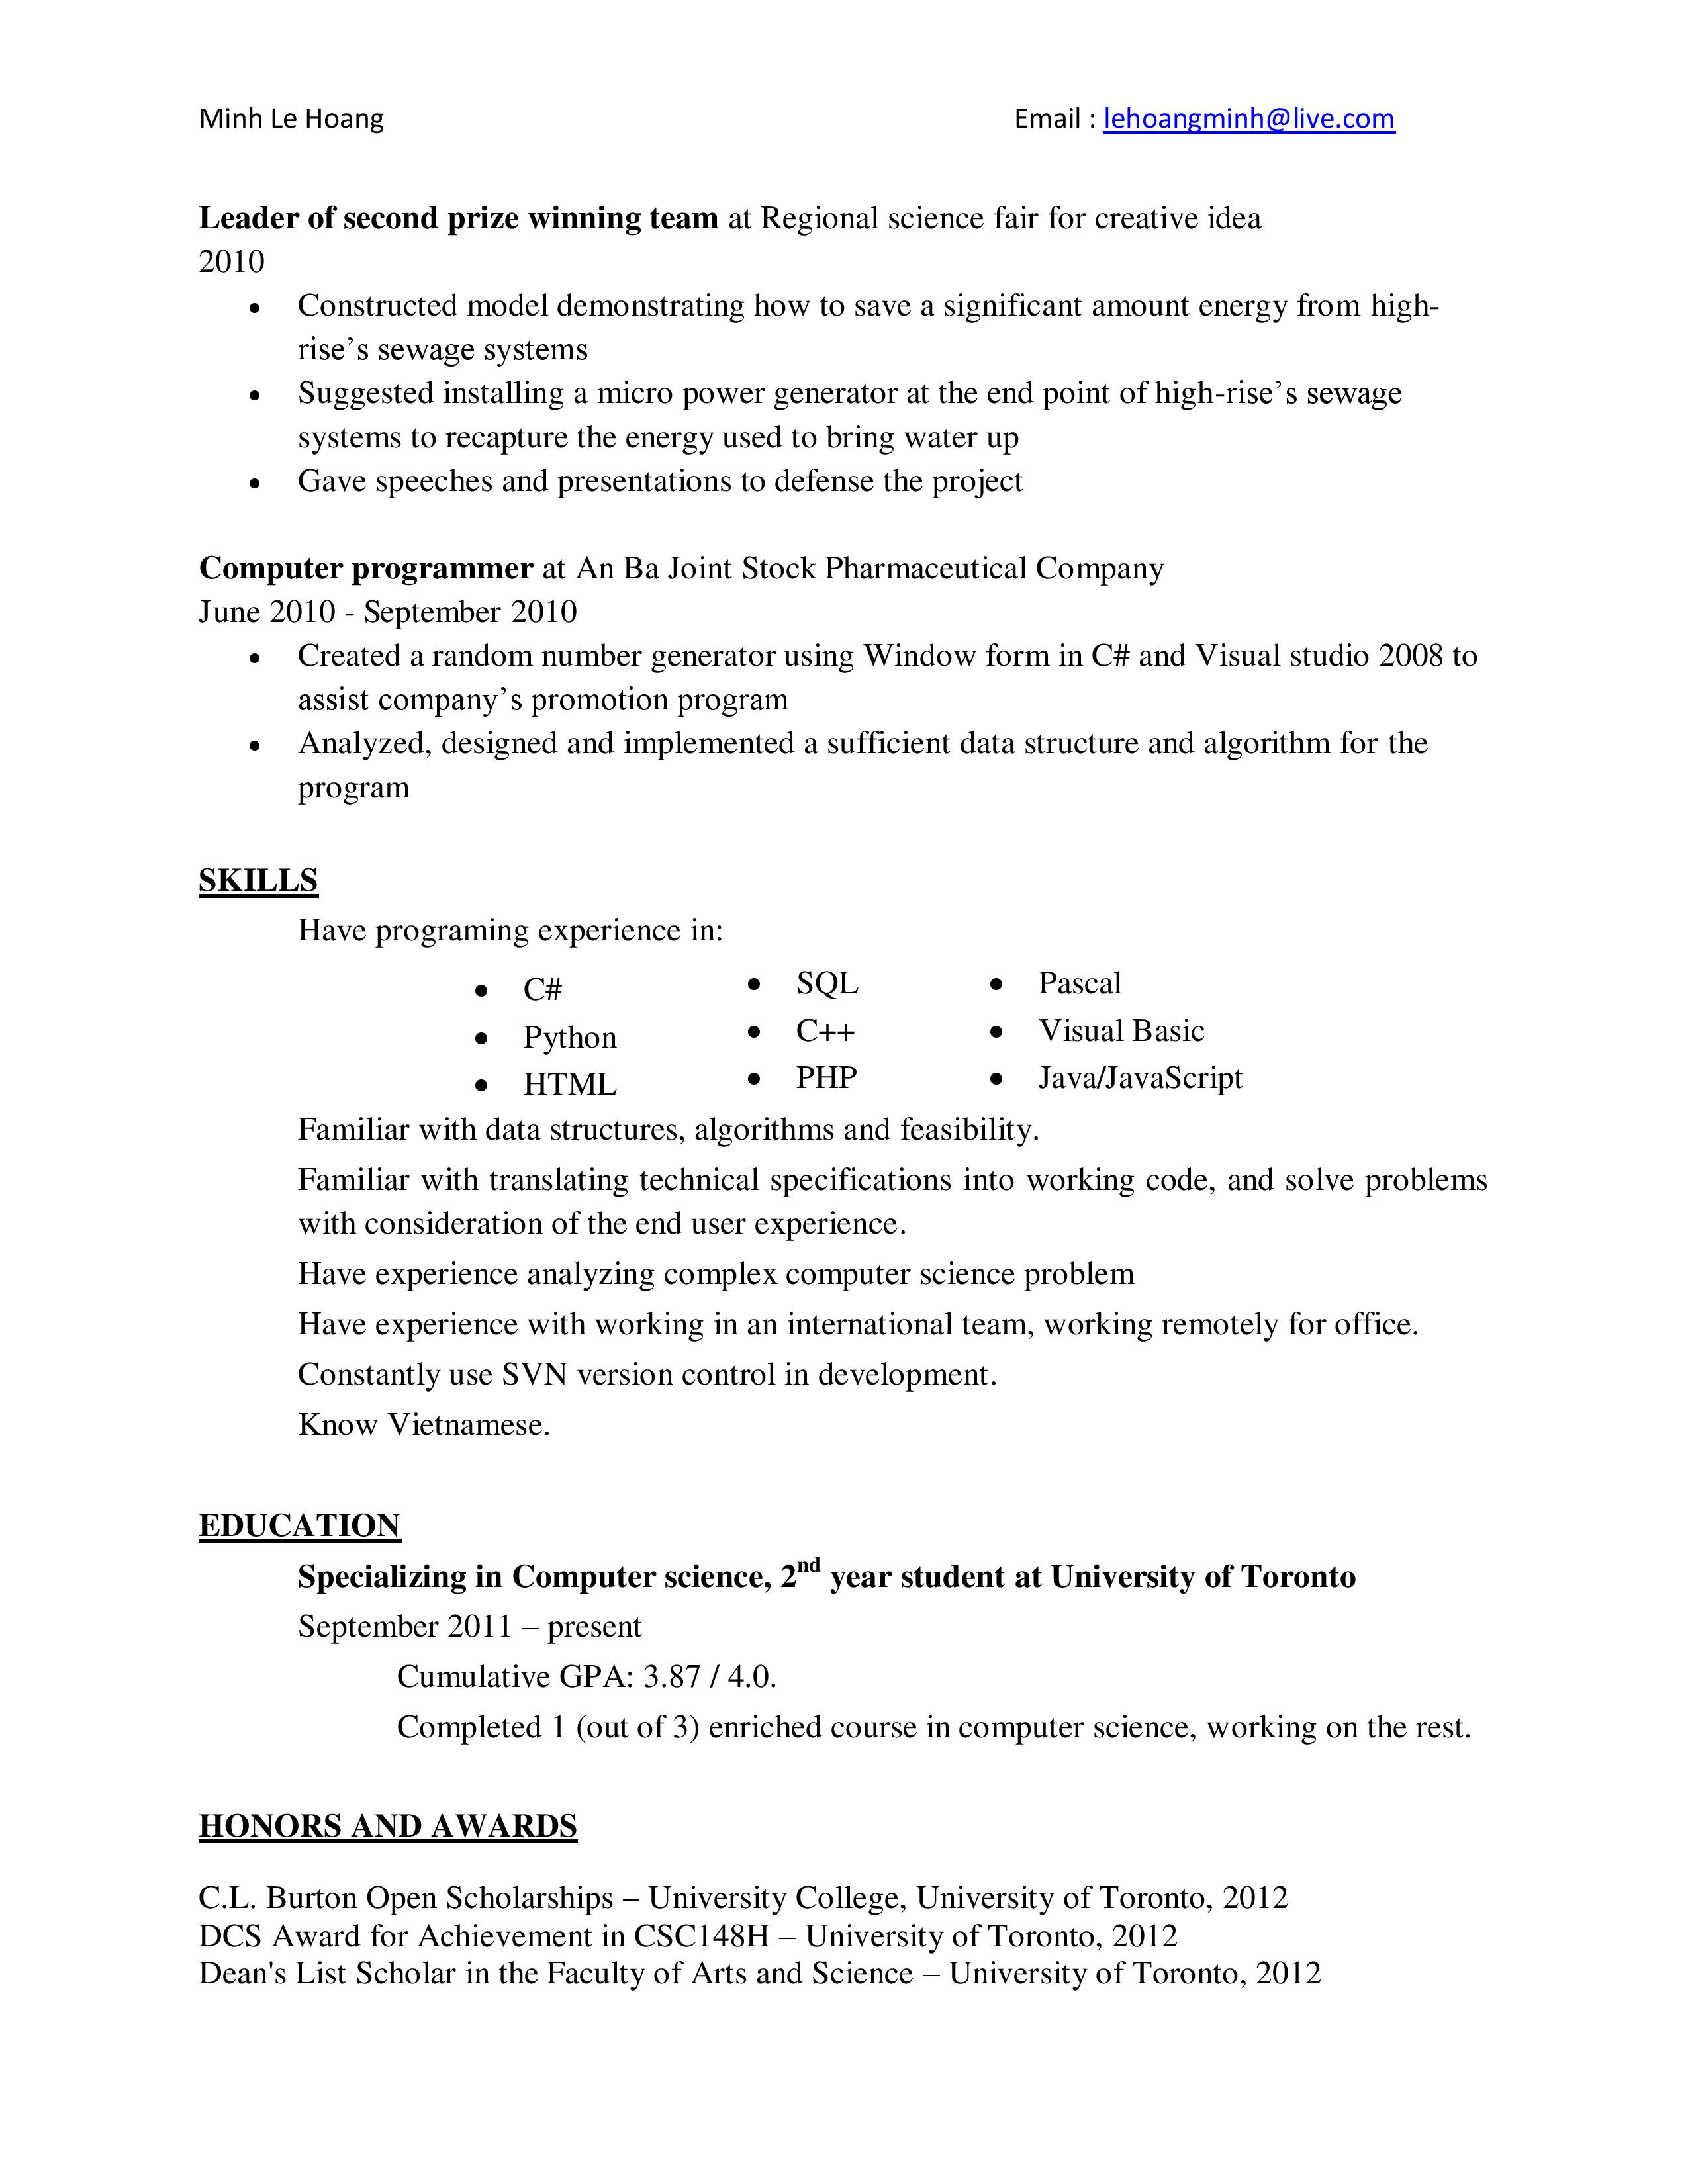 Minh Le Hoang Email : lehoangminh@live.com
Leader of second prize winning team at Regional science fair for creative idea
2010
• Constructed model demonstrating how to save a significant amount energy from high-
rise’s sewage systems
• Suggested installing a micro power generator at the end point of high-rise’s sewage
systems to recapture the energy used to bring water up
• Gave speeches and presentations to defense the project
Computer programmer at An Ba Joint Stock Pharmaceutical Company
June 2010 - September 2010
• Created a random number generator using Window form in C# and Visual studio 2008 to
assist company’s promotion program
• Analyzed, designed and implemented a sufficient data structure and algorithm for the
program
SKILLS
Have programing experience in:
• C#
• Python
• HTML
• SQL
• C++
• PHP
• Pascal
• Visual Basic
• Java/JavaScript
Familiar with data structures, algorithms and feasibility.
Familiar with translating technical specifications into working code, and solve problems
with consideration of the end user experience.
Have experience analyzing complex computer science problem
Have experience with working in an international team, working remotely for office.
Constantly use SVN version control in development.
Know Vietnamese.
EDUCATION
Specializing in Computer science, 2nd year student at University of Toronto
September 2011 – present
Cumulative GPA: 3.87 / 4.0.
Completed 1 (out of 3) enriched course in computer science, working on the rest.
HONORS AND AWARDS
C.L. Burton Open Scholarships – University College, University of Toronto, 2012
DCS Award for Achievement in CSC148H – University of Toronto, 2012
Dean's List Scholar in the Faculty of Arts and Science – University of Toronto, 2012